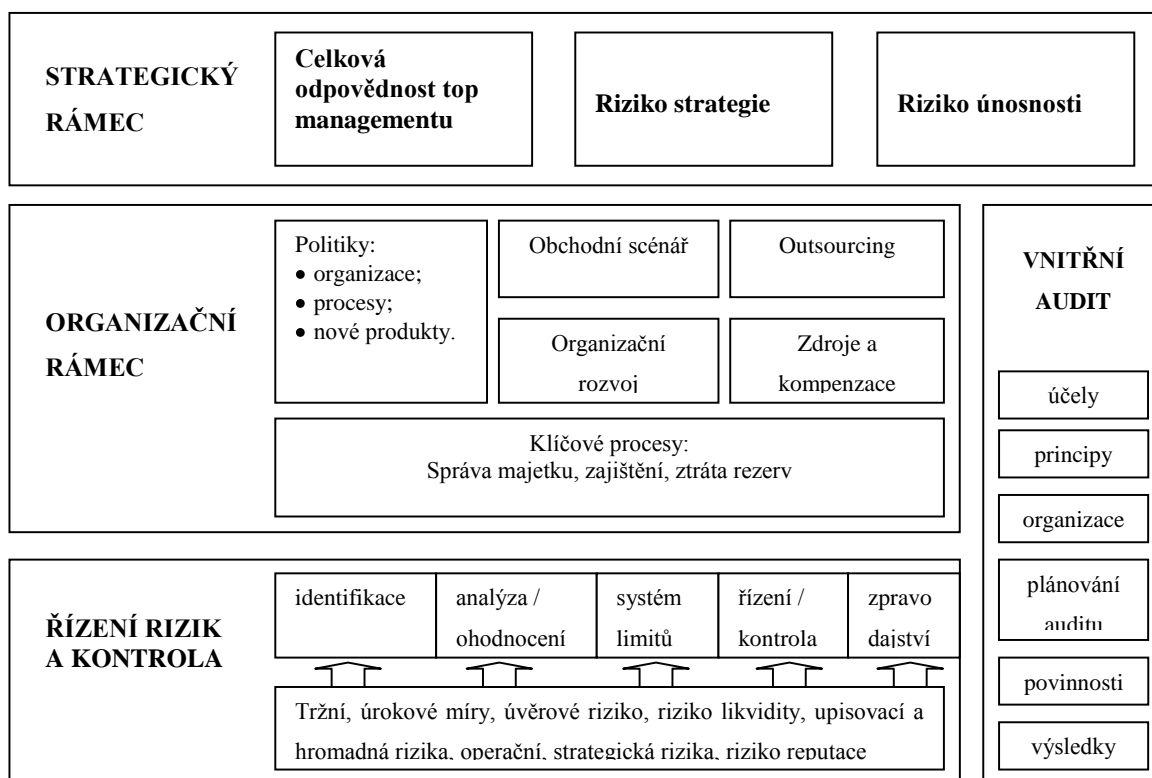 STRATEGICKÝ
RÁMEC
Celková
odpovědnost top
managementu
Riziko strategie
Riziko únosnosti
ORGANIZAČNÍ
RÁMEC
Politiky:
• organizace;
• procesy;
• nové produkty.
Obchodní scénář
Outsourcing
Organizační
rozvoj
Zdroje a
kompenzace
Klíčové procesy:
Správa majetku, zajištění, ztráta rezerv
VNITŘNÍ
AUDIT
účely
principy
organizace
plánování
auditu
povinnosti
výsledky
ŘÍZENÍ RIZIK
A KONTROLA
identifikace
analýza /
ohodnocení
systém
limitů
řízení /
kontrola
zpravo
dajství
Tržní, úrokové míry, úvěrové riziko, riziko likvidity, upisovací a
hromadná rizika, operační, strategická rizika, riziko reputace